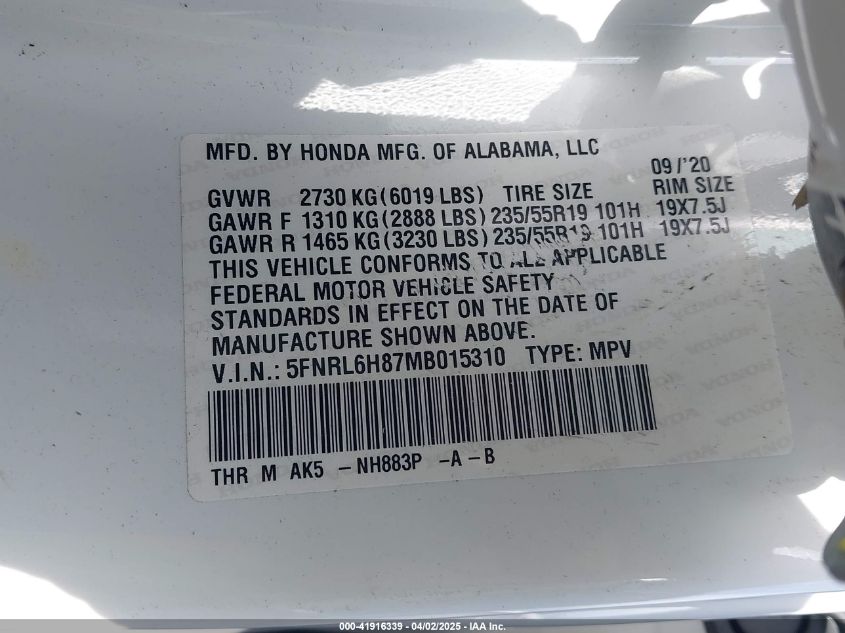 MFD. BY HONDA MFG. OF ALABAMA, LLC 09/'20
GVWR 2730 KG(6019 LBS) TIRE SIZE RIM SIZE
GAWR F 1310 KG(2888 LBS) 235/55R19 101H 19X7.5J
GAWR R 1465 KG(3230 LBS) 235/55R19 101H 19X7.5J
THIS VEHICLE CONFORMS TO ALL APPLICABLE
FEDERAL MOTOR VEHICLE SAFETY
STANDARDS IN EFFECT ON THE DATE OF
MANUFACTURE SHOWN ABOVE.
V.I.N.: 5FNRL6H87MB015310 TYPE: MPV
THR M AK5 -NH883P -A-B
000-41916339 - 04/02/2025 - IAA Inc.